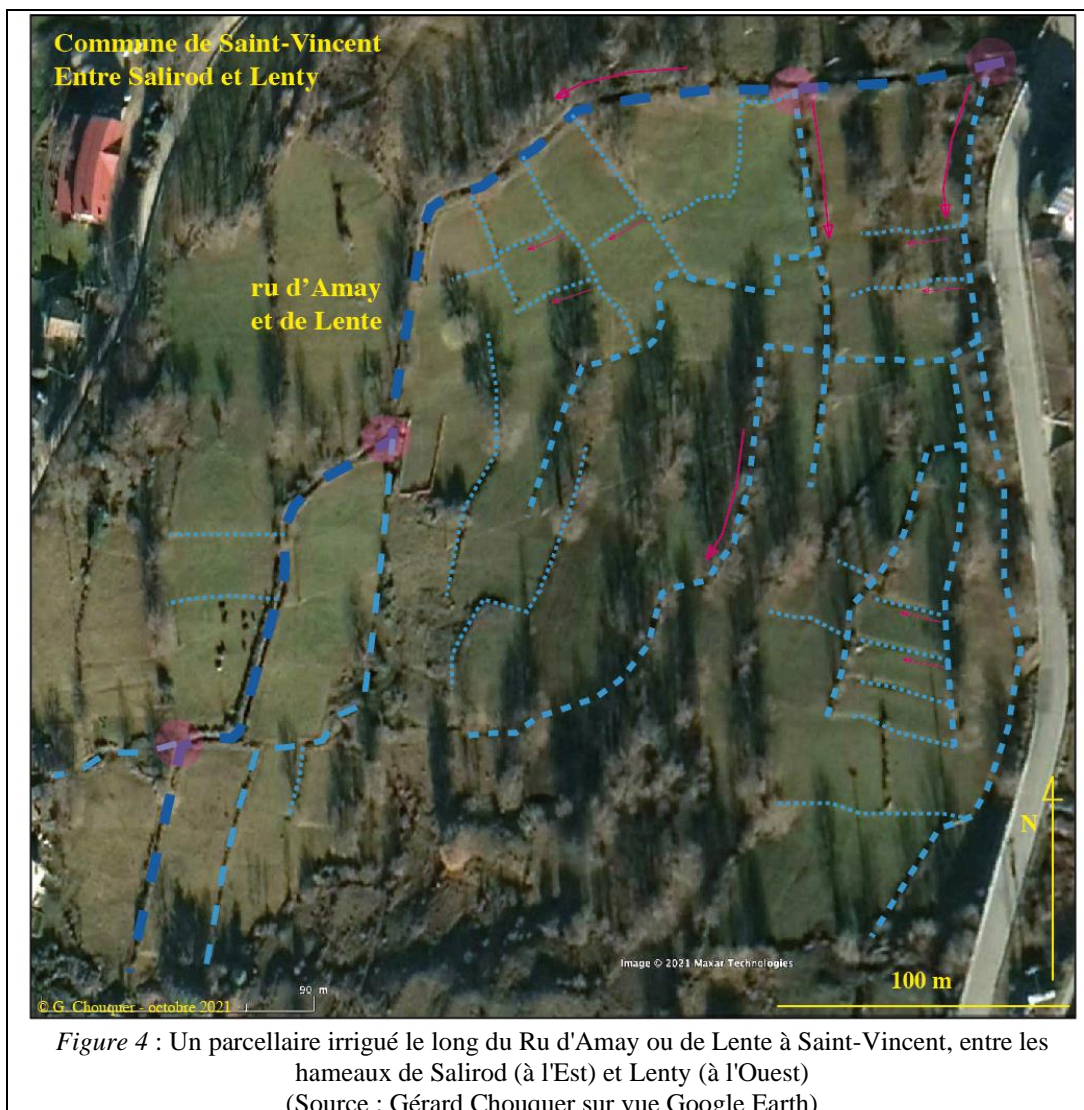 Commune de Saint-Vincent
Entre Salirod et Lenty
ru d'Amay
et de Lente
N
Image © 2021 Maxar Technologies
100 m
90 m
© G. Chouquer - octobre 2021
Figure 4 : Un parcellaire irrigué le long du Ru d'Amay ou de Lente à Saint-Vincent, entre les
hameaux de Salirod (à l'Est) et Lenty (à l'Ouest)
(Source : Gérard Chouquer sur vue Google Earth)